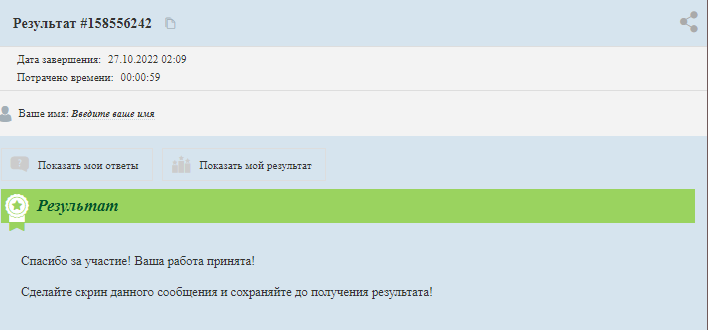 Результат #158556242
Дата завершения: 27.10.2022 02:09
Потрачено времени: 00:00:59
Ваше имя: Введите ваше имя
Показать мои ответы
Показать мой результат
Результат
Спасибо за участие! Ваша работа принята!
Сделайте скрин данного сообщения и сохраняйте до получения результата!